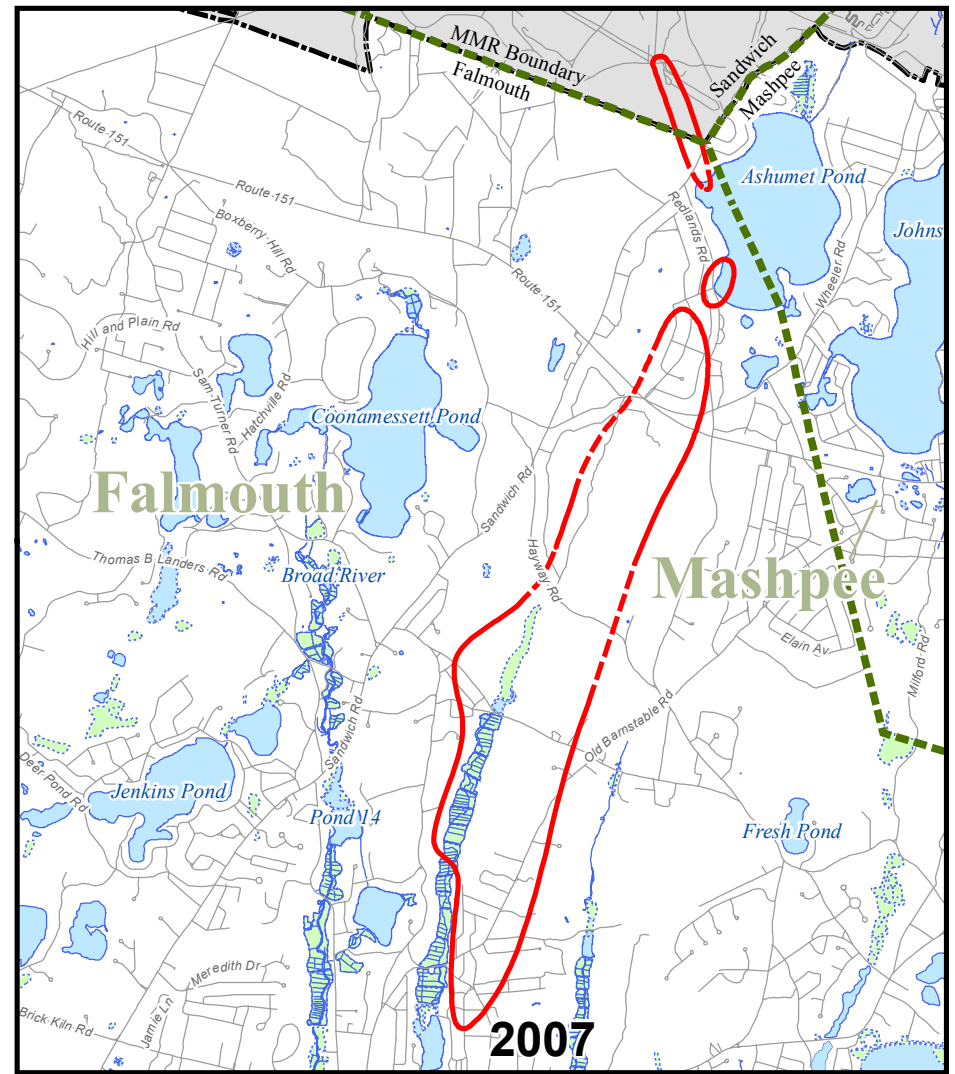 MMR Boundary
Falmouth
Sandwich
Mashpee
Route 151
Ashumet Pond
Route 151
Redlands Rd
Boxberry Hill Rd
Johns
Wheeler Rd
Route 151
Hill and Plain Rd
Sam Turner Rd
Hatchville Rd
Coonamessett Pond
Falmouth
Sandwich Rd
Hayway Rd
Thomas B Landers Rd
Broad River
Mashpee
Elain Av
Milford Rd
Sandwich Rd
Old Barnstable Rd
Deer Pond Rd
Jenkins Pond
Pond 14
Fresh Pond
Meredith Dr
Jamie Ln
Brick Kiln Rd
2007